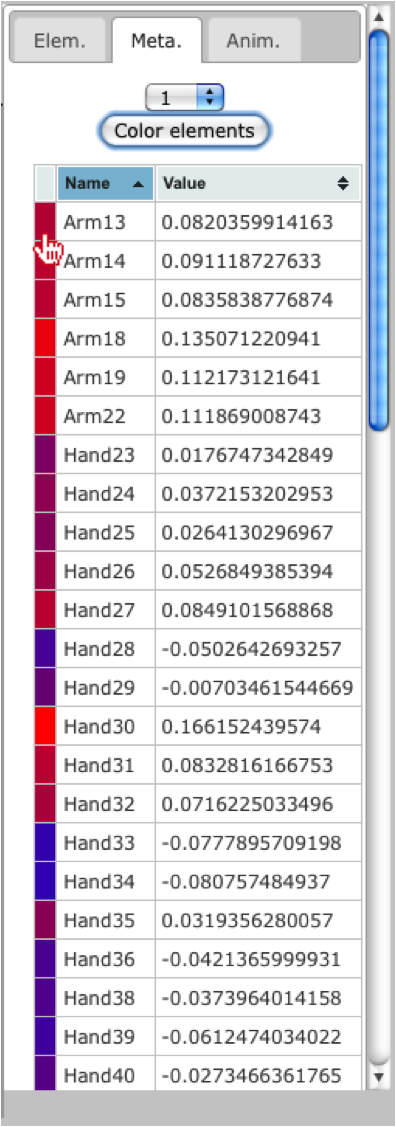 Elem. Meta. Anim.
1
Color elements
Name Value
Arm13 0.0820359914163
Arm14 0.091118727633
Arm15 0.0835838776874
Arm18 0.135071220941
Arm19 0.112173121641
Arm22 0.111869008743
Hand23 0.0176747342849
Hand24 0.0372153202953
Hand25 0.0264130296967
Hand26 0.0526849385394
Hand27 0.0849101568868
Hand28 -0.0502642693257
Hand29 -0.00703461544669
Hand30 0.166152439574
Hand31 0.0832816166753
Hand32 0.0716225033496
Hand33 -0.0777895709198
Hand34 -0.080757484937
Hand35 0.0319356280057
Hand36 -0.0421365999931
Hand38 -0.0373964014158
Hand39 -0.0612474034022
Hand40 -0.0273466361765